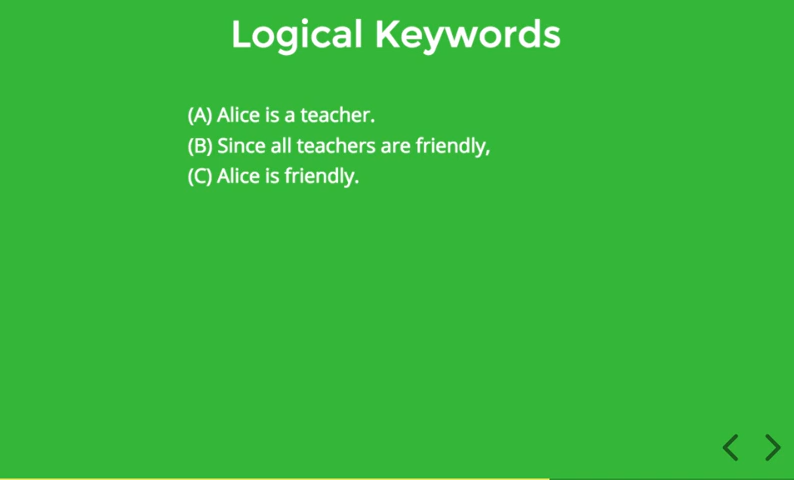 Logical Keywords
(A) Alice is a teacher.
(B) Since all teachers are friendly,
(C) Alice is friendly.